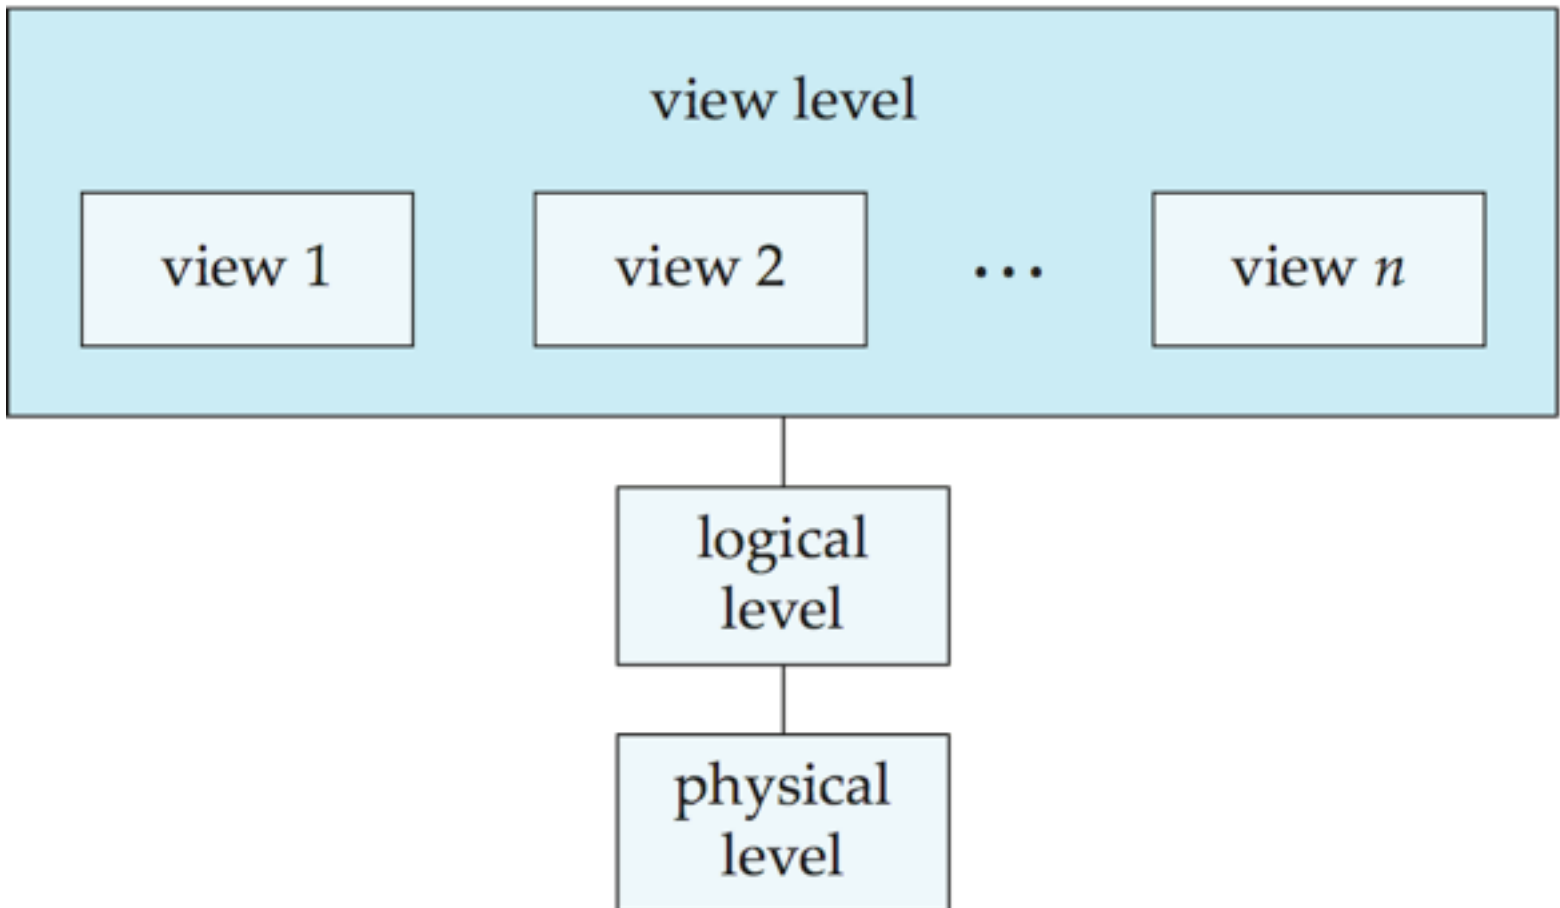 view level
view 1
view 2
...
view n
logical
level
physical
level